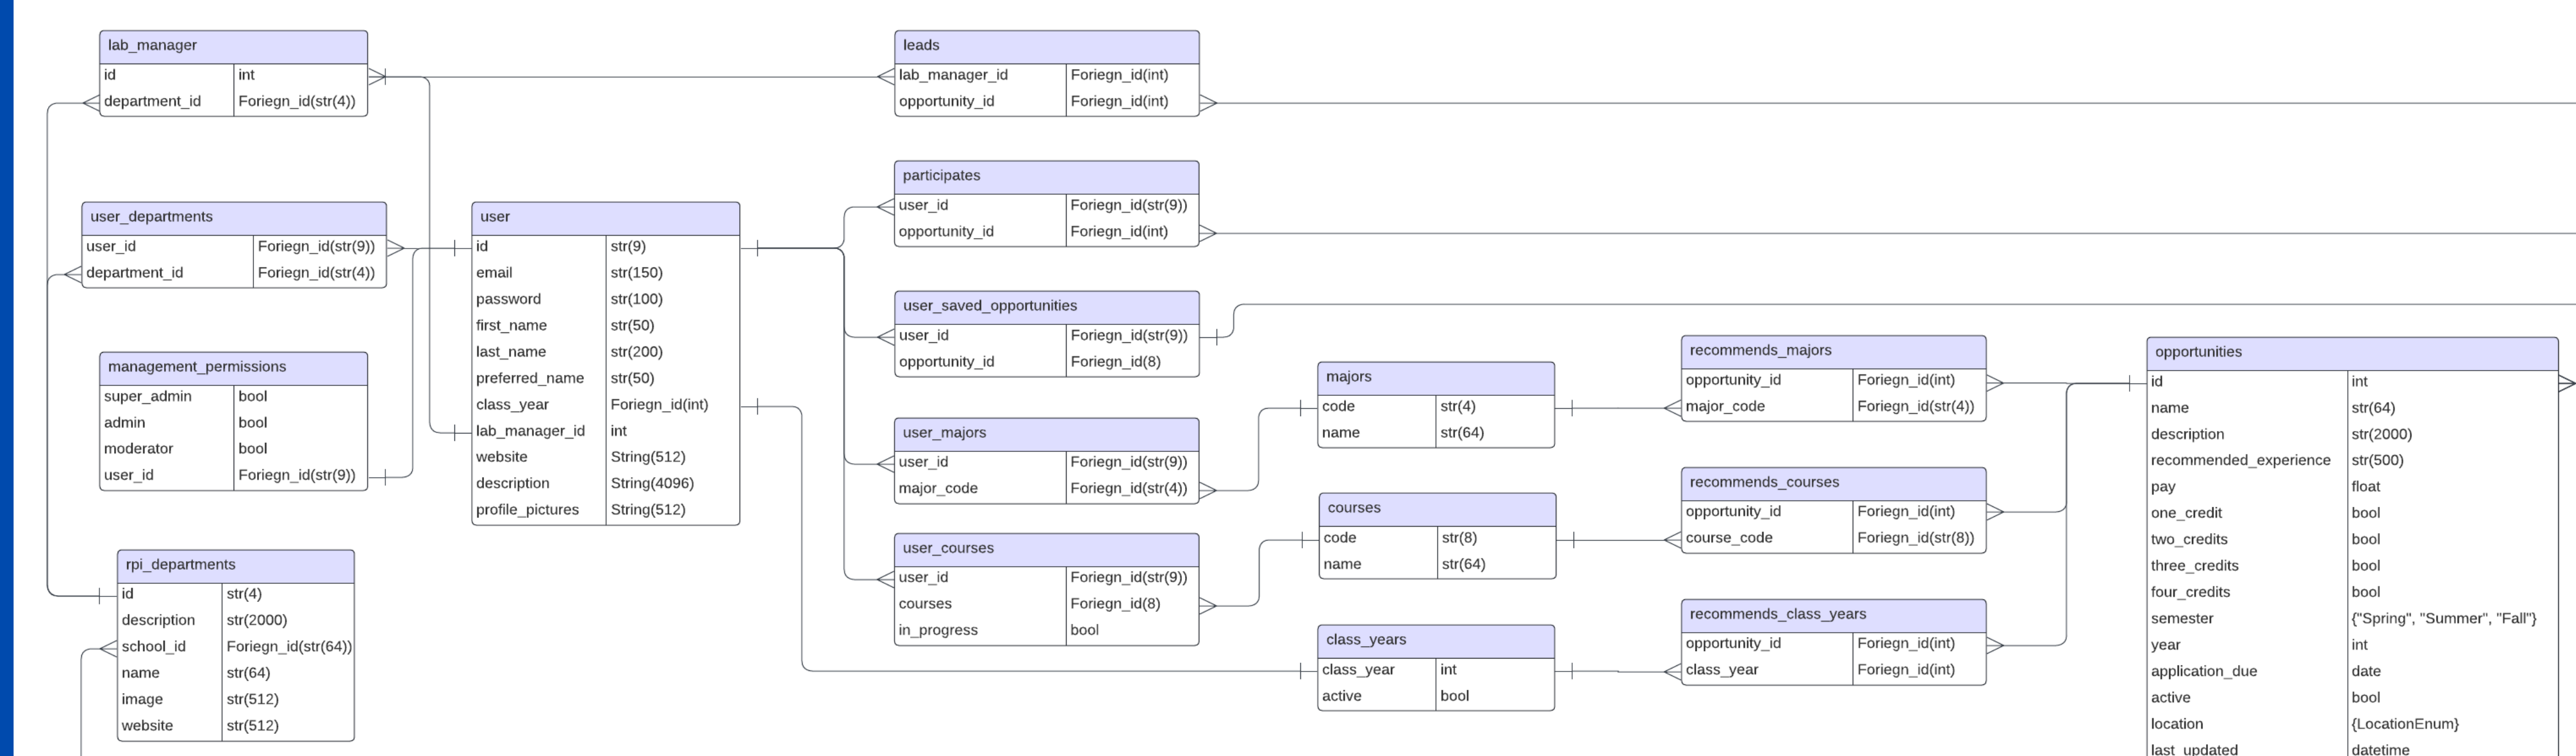 lab_manager
id int
department_id Foriegn_id(str(4))
leads
lab_manager_id Foriegn_id(int)
opportunity_id Foriegn_id(int)
participates
user_id Foriegn_id(str(9))
opportunity_id Foriegn_id(int)
user_departments
user_id Foriegn_id(str(9))
department_id Foriegn_id(str(4))
user
id str(9)
email str(150)
password str(100)
first_name str(50)
last_name str(200)
preferred_name str(50)
class_year Foriegn_id(int)
lab_manager_id int
website String(512)
description String(4096)
profile_pictures String(512)
user_saved_opportunities
user_id Foriegn_id(str(9))
opportunity_id Foriegn_id(8)
management_permissions
super_admin bool
admin bool
moderator bool
user_id Foriegn_id(str(9))
user_majors
user_id Foriegn_id(str(9))
major_code Foriegn_id(str(4))
majors
code str(4)
name str(64)
recommends_majors
opportunity_id Foriegn_id(int)
major_code Foriegn_id(str(4))
opportunities
id int
name str(64)
description str(2000)
recommended_experience str(500)
pay float
one_credit bool
two_credits bool
three_credits bool
four_credits bool
semester {"Spring", "Summer", "Fall"}
year int
application_due date
active bool
location {LocationEnum}
last_updated datetime
courses
code str(8)
name str(64)
recommends_courses
opportunity_id Foriegn_id(int)
course_code Foriegn_id(str(8))
user_courses
user_id Foriegn_id(str(9))
courses Foriegn_id(8)
in_progress bool
rpi_departments
id str(4)
description str(2000)
school_id Foriegn_id(str(64))
name str(64)
image str(512)
website str(512)
class_years
class_year int
active bool
recommends_class_years
opportunity_id Foriegn_id(int)
class_year Foriegn_id(int)